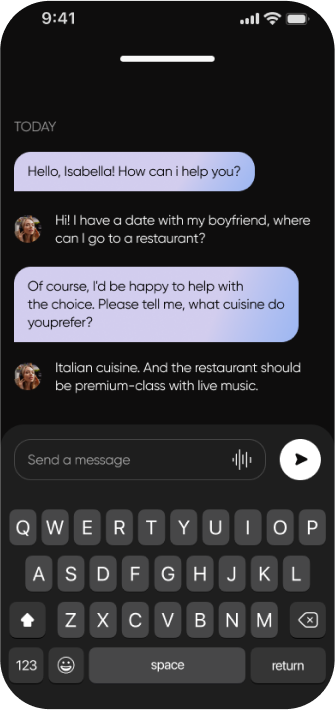 9:41
TODAY
Hello, Isabella! How can i help you?
Hi! I have a date with my boyfriend, where
can I go to a restaurant?
Of course, I'd be happy to help with
the choice. Please tell me, what cuisine do
youprefer?
Italian cuisine. And the restaurant should
be premium-class with live music.
Send a message
Q W E R T Y U I O P
A S D F G H J K L
Z X C V B N M
123 space return